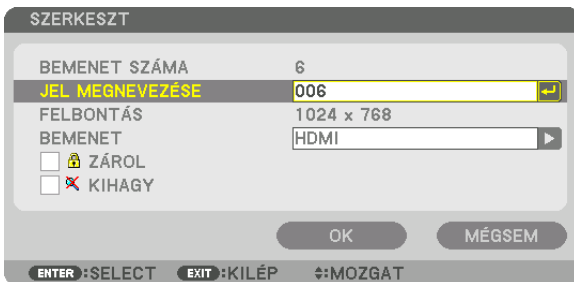 SZERKESZT
BEMENET SZÁMA 6
JEL MEGNEVEZÉSE 006
FELBONTÁS 1024 x 768
BEMENET HDMI
ZÁROL
KIHAGY
OK MÉGSEM
ENTER:SELECT EXIT:KILÉP :MOZGAT